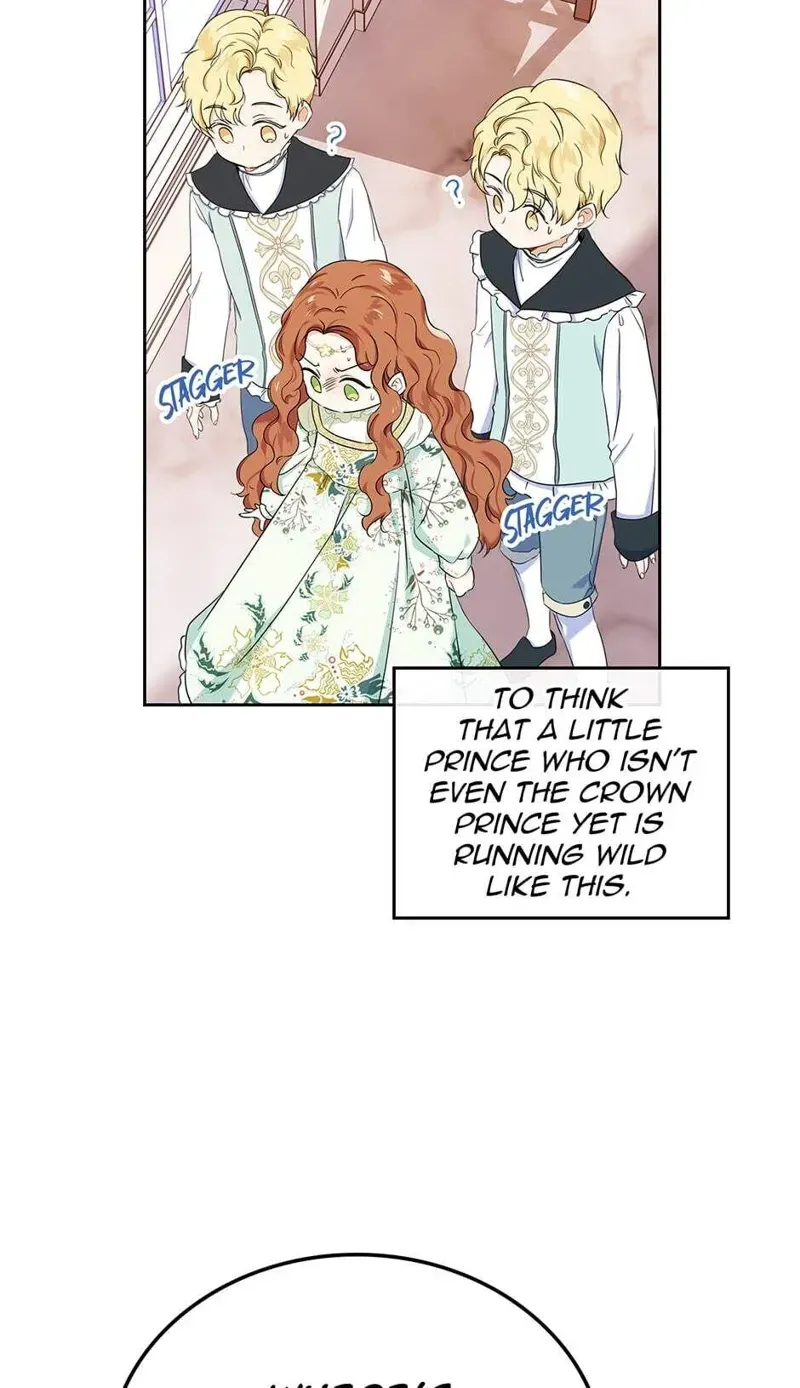 ?
?
STAGGER
STAGGER
TO THINK
THAT A LITTLE
PRINCE WHO ISN'T
EVEN THE CROWN
PRINCE YET IS
RUNNING WILD
LIKE THIS.